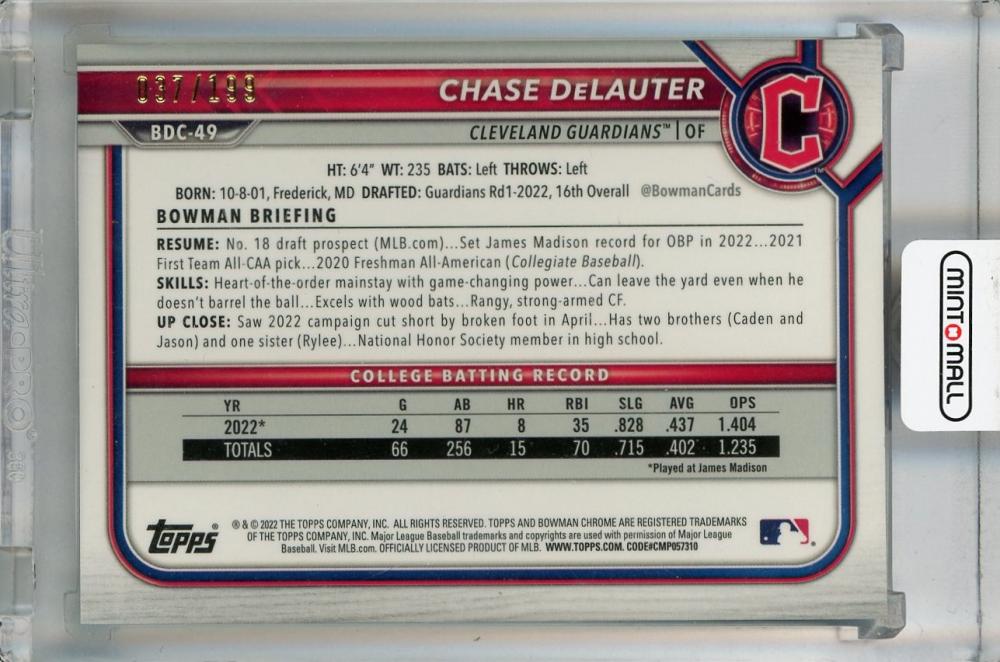 037/199
CHASE DeLAUTER
BDC-49
CLEVELAND GUARDIANS™ | OF
C
™
HT: 6'4" WT: 235 BATS: Left THROWS: Left
BORN: 10-8-01, Frederick, MD DRAFTED: Guardians Rd1-2022, 16th Overall @BowmanCards
BOWMAN BRIEFING
RESUME: No. 18 draft prospect (MLB.com)...Set James Madison record for OBP in 2022...2021
First Team All-CAA pick...2020 Freshman All-American (Collegiate Baseball).
SKILLS: Heart-of-the-order mainstay with game-changing power...Can leave the yard even when he
doesn't barrel the ball...Excels with wood bats...Rangy, strong-armed CF.
UP CLOSE: Saw 2022 campaign cut short by broken foot in April...Has two brothers (Caden and
Jason) and one sister (Rylee)...National Honor Society member in high school.
COLLEGE BATTING RECORD
YR G AB HR RBI SLG AVG OPS
2022* 24 87 8 35 .828 .437 1.404
TOTALS 66 256 15 70 .715 .402 1.235
*Played at James Madison
Topps®
® & © 2022 THE TOPPS COMPANY, INC. ALL RIGHTS RESERVED. TOPPS AND BOWMAN CHROME ARE REGISTERED TRADEMARKS
OF THE TOPPS COMPANY, INC. Major League Baseball trademarks and copyrights are used with permission of Major League
Baseball. Visit MLB.com. OFFICIALLY LICENSED PRODUCT OF MLB. WWW.TOPPS.COM. CODE#CMP057310
MINT MALL
Ultra PRO®